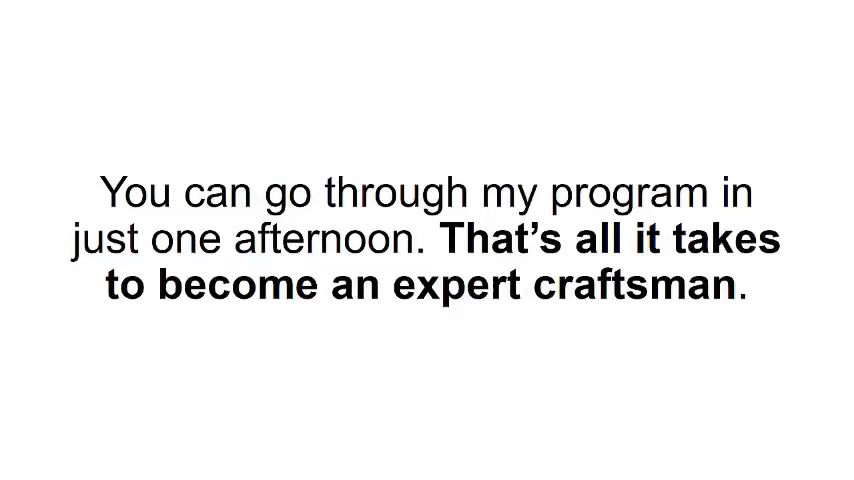 You can go through my program in
just one afternoon. That’s all it takes
to become an expert craftsman.